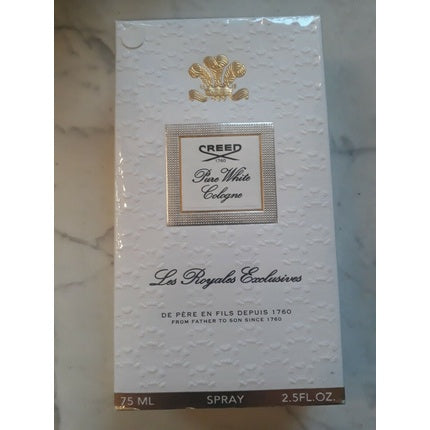 CREED
1760
Pure White
Cologne
Les Royales Exclusives
DE PÈRE EN FILS DEPUIS 1760
FROM FATHER TO SON SINCE 1760
75 ML SPRAY 2.5FL.OZ.